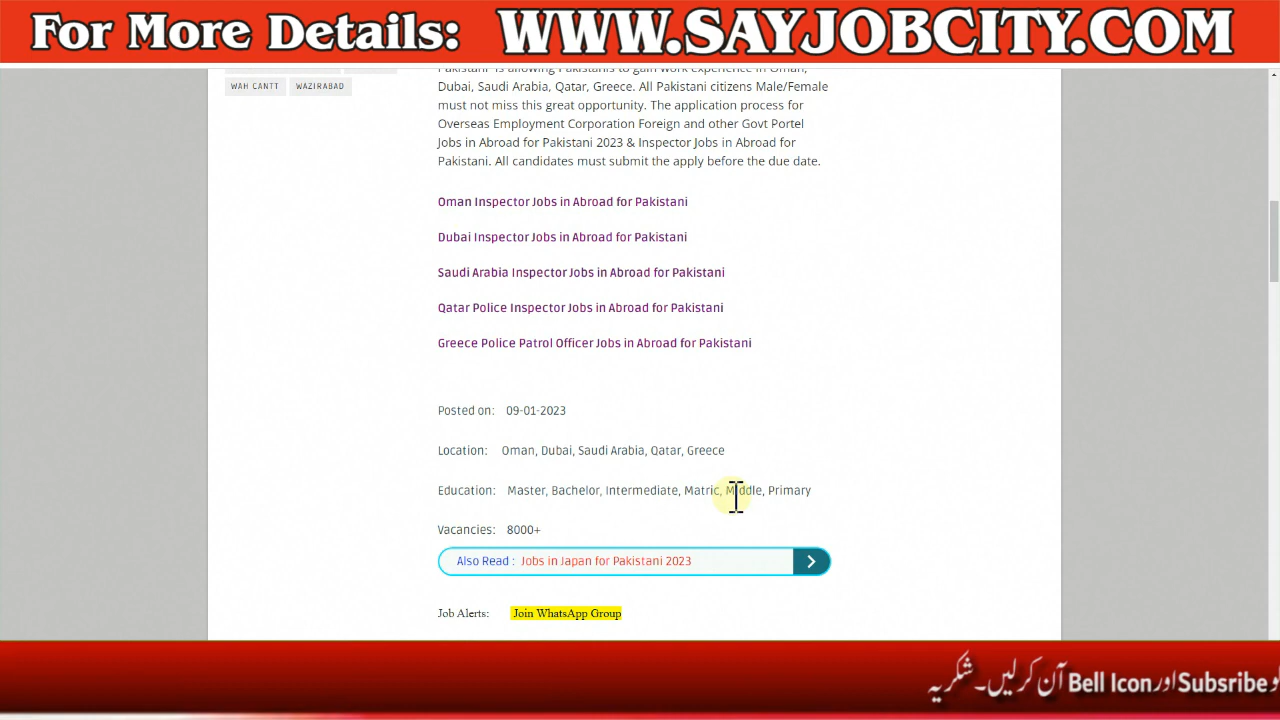 For More Details: WWW.SAYJOBCITY.COM
WAH CANTT WAZIRABAD
Pakistani" is allowing Pakistanis to gain work experience in Oman,
Dubai, Saudi Arabia, Qatar, Greece. All Pakistani citizens Male/Female
must not miss this great opportunity. The application process for
Overseas Employment Corporation Foreign and other Govt Portel
Jobs in Abroad for Pakistani 2023 & Inspector Jobs in Abroad for
Pakistani. All candidates must submit the apply before the due date.
Oman Inspector Jobs in Abroad for Pakistani
Dubai Inspector Jobs in Abroad for Pakistani
Saudi Arabia Inspector Jobs in Abroad for Pakistani
Qatar Police Inspector Jobs in Abroad for Pakistani
Greece Police Patrol Officer Jobs in Abroad for Pakistani
Posted on: 09-01-2023
Location: Oman, Dubai, Saudi Arabia, Qatar, Greece
Education: Master, Bachelor, Intermediate, Matric, Middle, Primary
Vacancies: 8000+
Also Read : Jobs in Japan for Pakistani 2023
Job Alerts: Join WhatsApp Group
کو Subsribe اور Bell Icon آن کرلیں۔ شکریہ